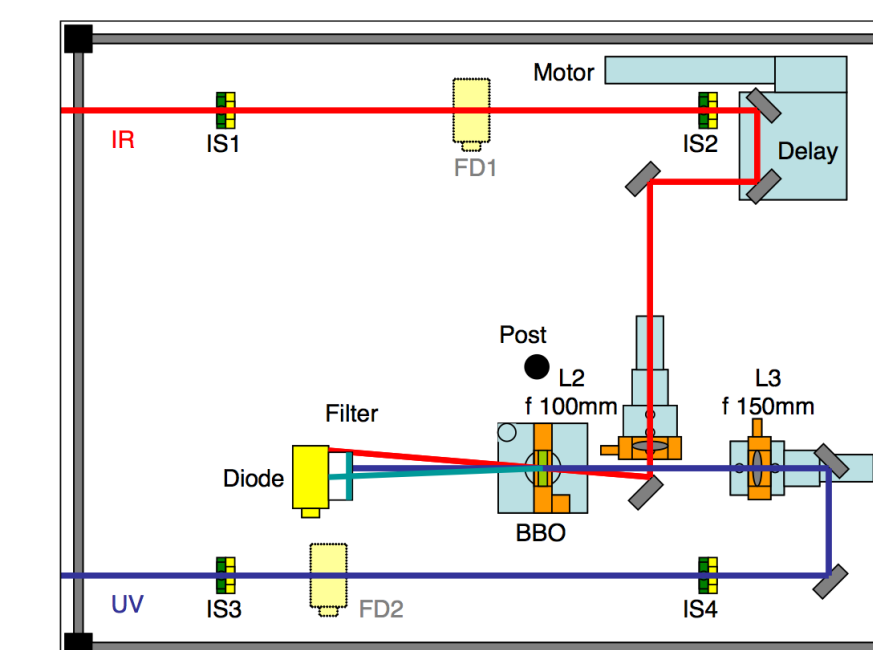 Motor
IR
IS1
FD1
IS2
Delay
Post
L2
f 100mm
L3
f 150mm
Filter
Diode
BBO
UV
IS3
FD2
IS4